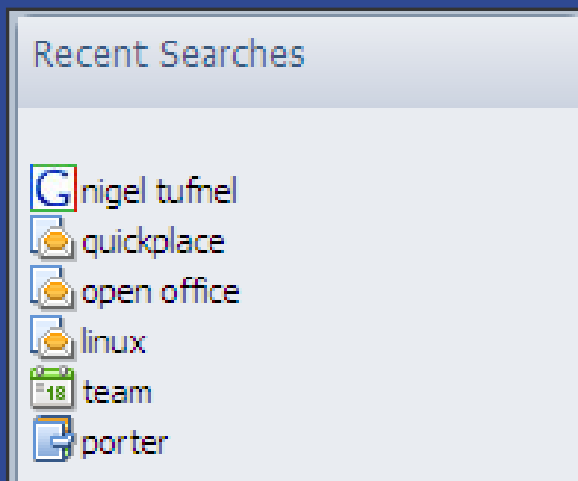 Recent Searches
G nigel tufnel
quickplace
open office
linux
18 team
porter